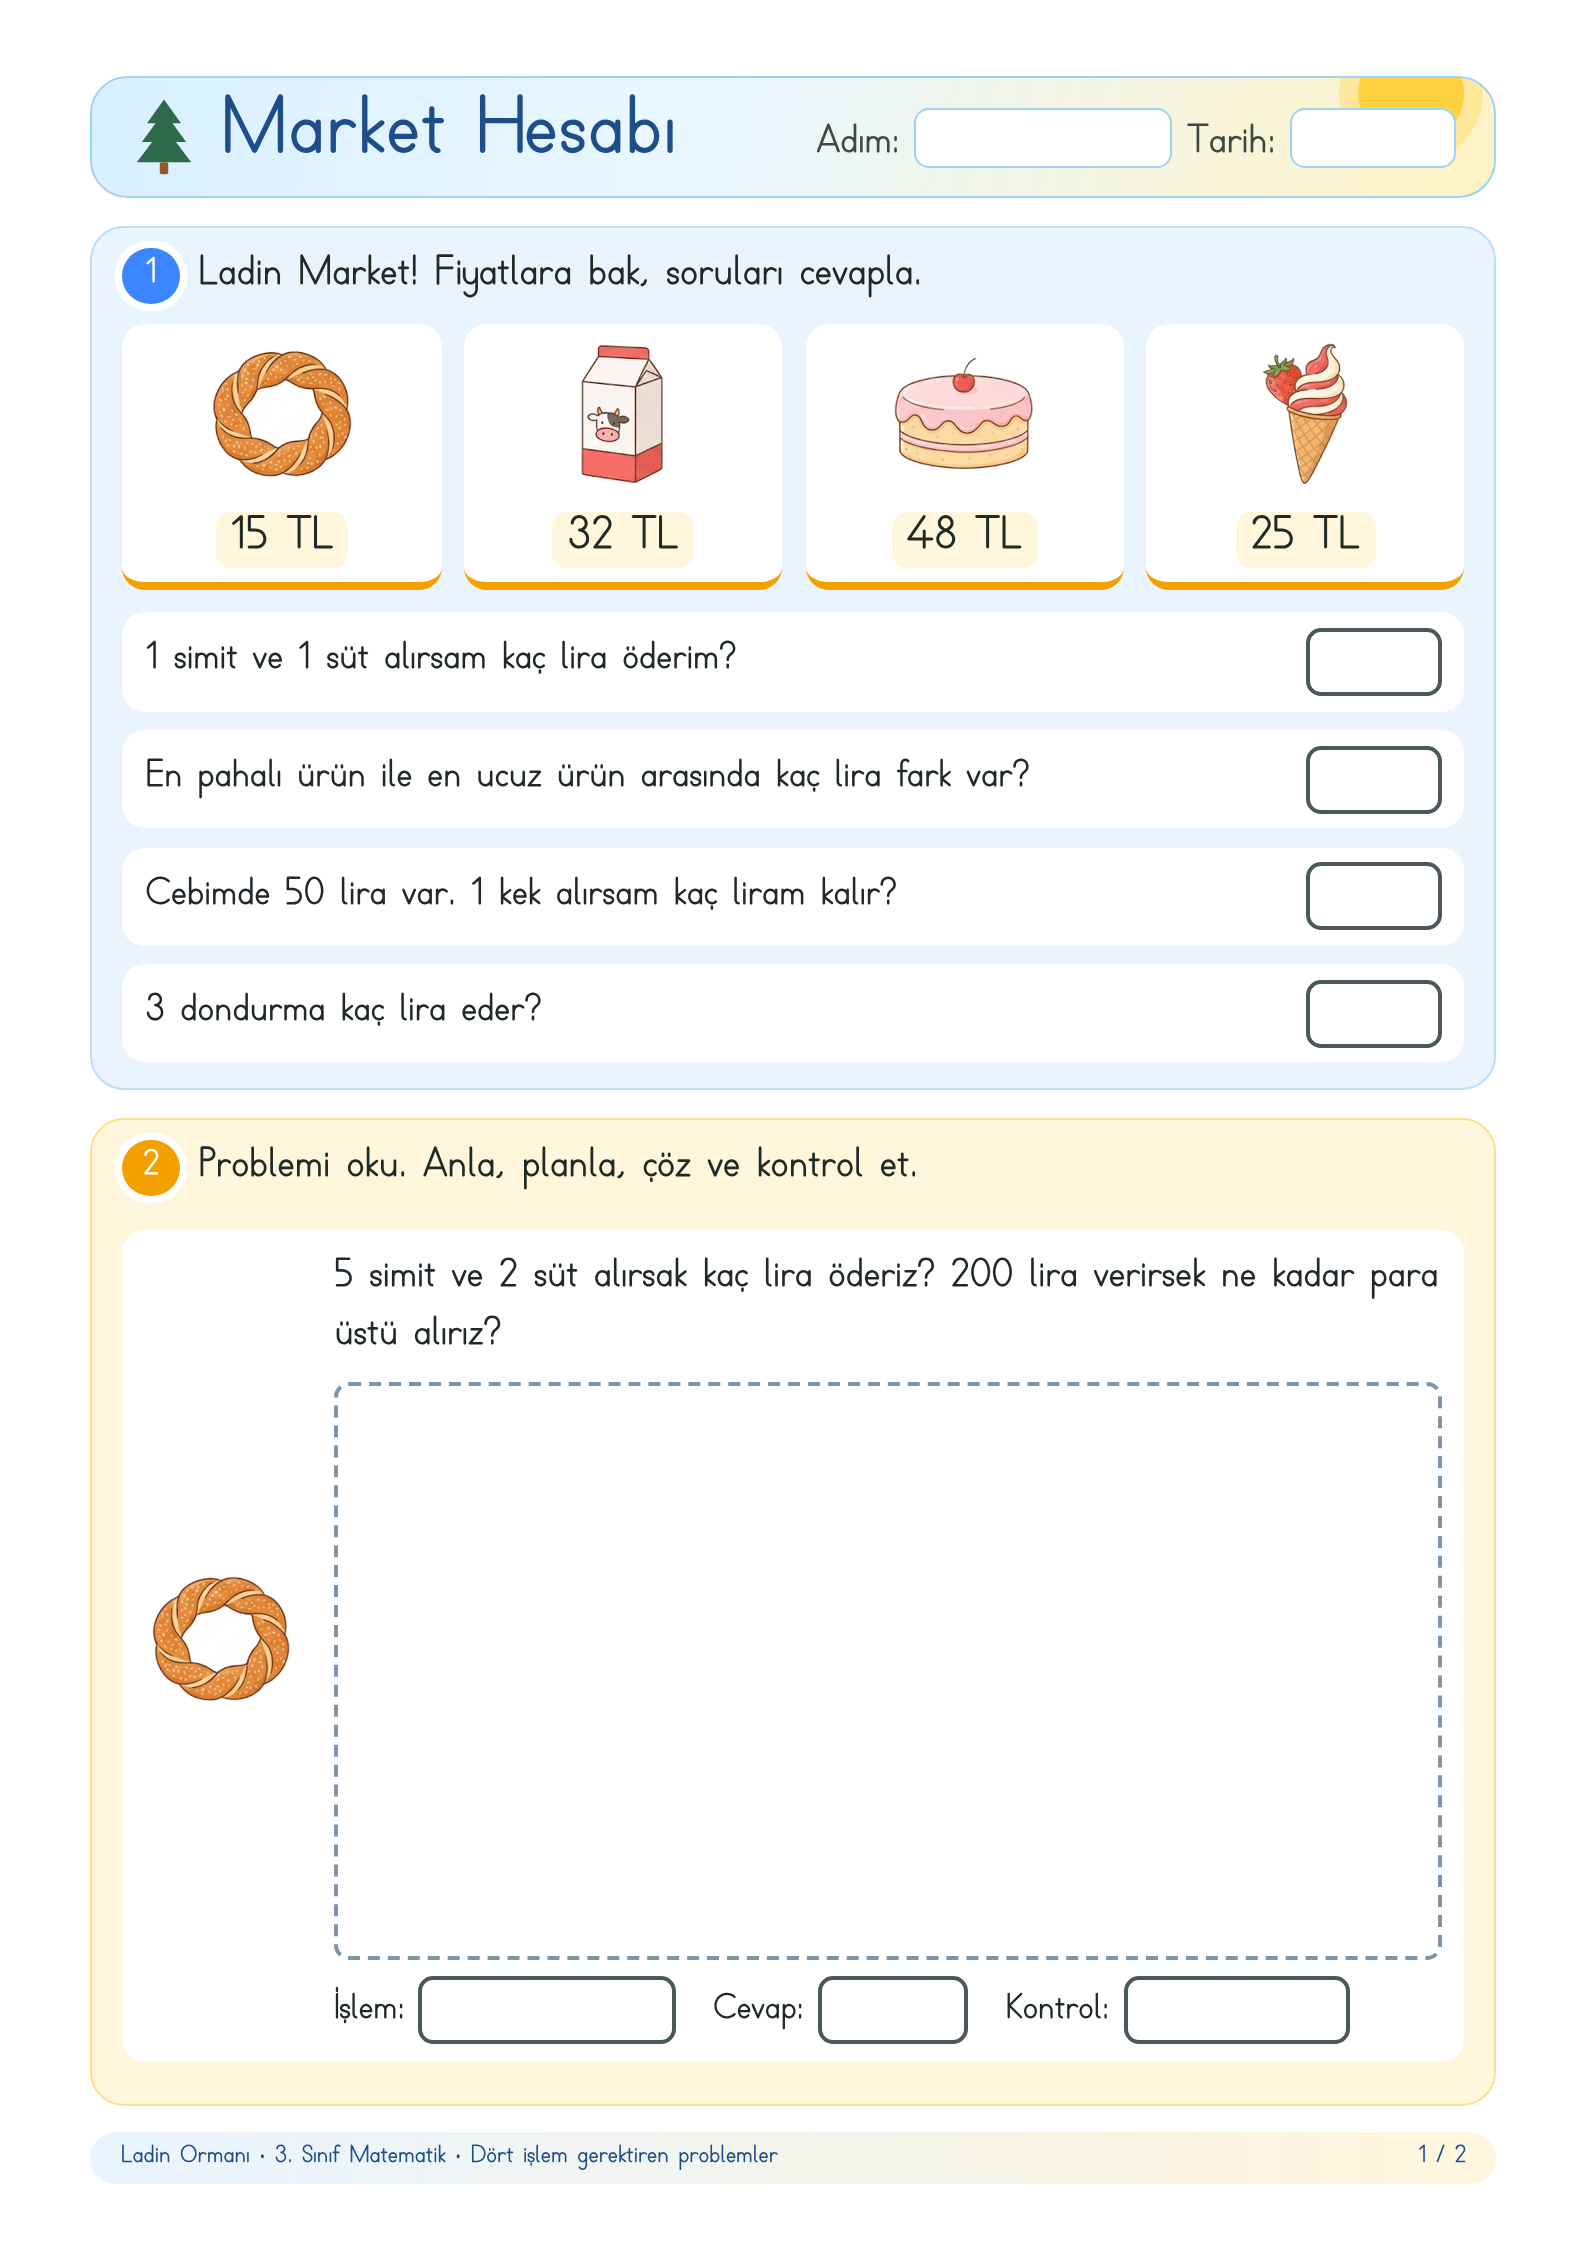 Market Hesabı
Adım:
Tarih:
1
Ladin Market! Fiyatlara bak, soruları cevapla.
15 TL
32 TL
48 TL
25 TL
1 simit ve 1 süt alırsam kaç lira öderim?
En pahalı ürün ile en ucuz ürün arasında kaç lira fark var?
Cebimde 50 lira var. 1 kek alırsam kaç liram kalır?
3 dondurma kaç lira eder?
2
Problemi oku. Anla, planla, çöz ve kontrol et.
5 simit ve 2 süt alırsak kaç lira öderiz? 200 lira verirsek ne kadar para
üstü alırız?
İşlem:
Cevap:
Kontrol:
Ladin Ormanı • 3. Sınıf Matematik • Dört işlem gerektiren problemler
1 / 2